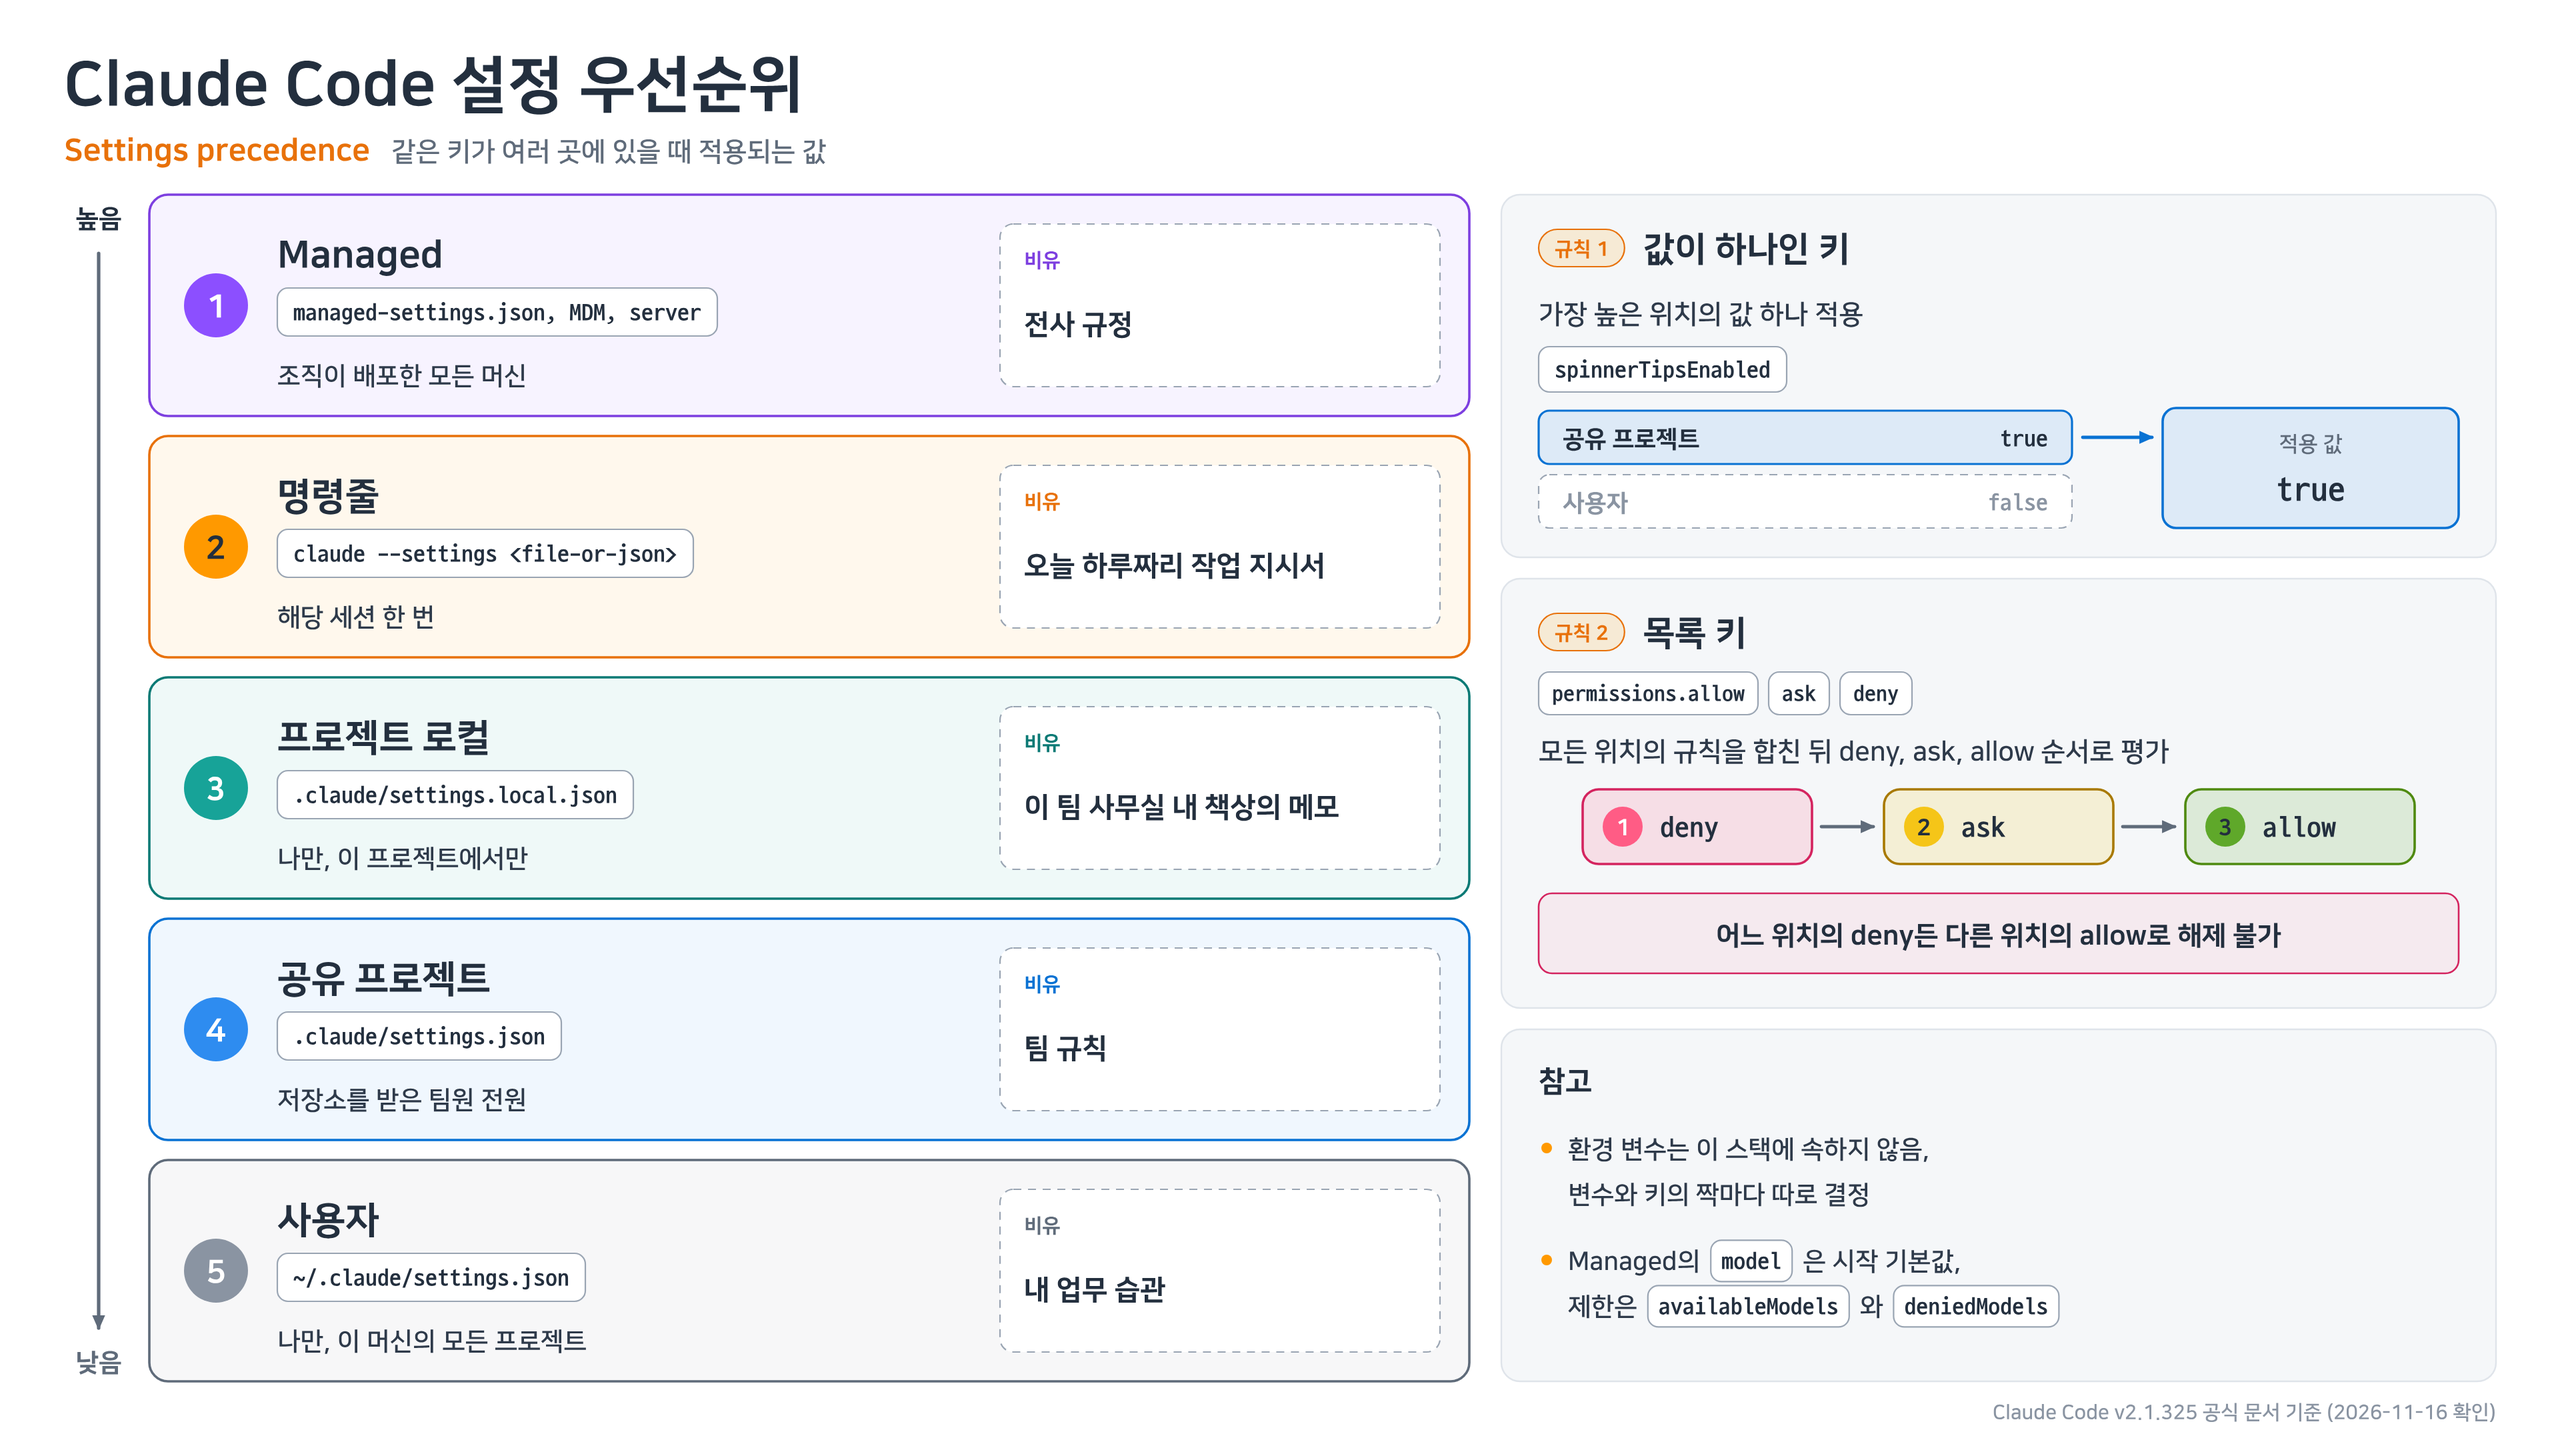 Claude Code 설정 우선순위
Settings precedence 같은 키가 여러 곳에 있을 때 적용되는 값
높음
낮음
1
Managed
managed-settings.json, MDM, server
조직이 배포한 모든 머신
비유
전사 규정
2
명령줄
claude --settings <file-or-json>
해당 세션 한 번
비유
오늘 하루짜리 작업 지시서
3
프로젝트 로컬
.claude/settings.local.json
나만, 이 프로젝트에서만
비유
이 팀 사무실 내 책상의 메모
4
공유 프로젝트
.claude/settings.json
저장소를 받은 팀원 전원
비유
팀 규칙
5
사용자
~/.claude/settings.json
나만, 이 머신의 모든 프로젝트
비유
내 업무 습관
규칙 1 값이 하나인 키
가장 높은 위치의 값 하나 적용
spinnerTipsEnabled
공유 프로젝트 true
사용자 false
적용 값
true
규칙 2 목록 키
permissions.allow ask deny
모든 위치의 규칙을 합친 뒤 deny, ask, allow 순서로 평가
1 deny 2 ask 3 allow
어느 위치의 deny든 다른 위치의 allow로 해제 불가
참고
환경 변수는 이 스택에 속하지 않음,
변수와 키의 짝마다 따로 결정
Managed의 model 은 시작 기본값,
제한은 availableModels 와 deniedModels
Claude Code v2.1.325 공식 문서 기준 (2026-11-16 확인)